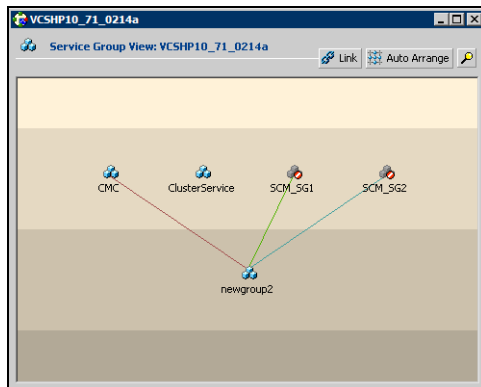 VCSHP10_71_0214a
Service Group View: VCSHP10_71_0214a
Link Auto Arrange
CMC ClusterService SCM_SG1 SCM_SG2
newgroup2